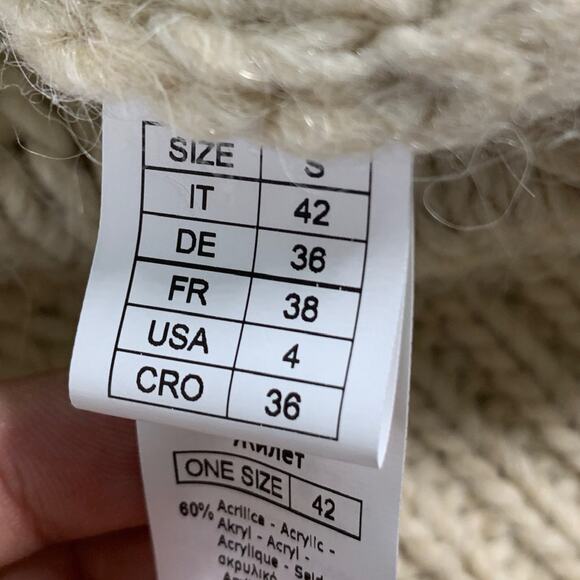 SIZE S
IT 42
DE 36
FR 38
USA 4
CRO 36
Жилет
ONE SIZE 42
60% Acrilico - Acrylic -
Akryl - Acryl -
Acrylique -
ακρυλικό